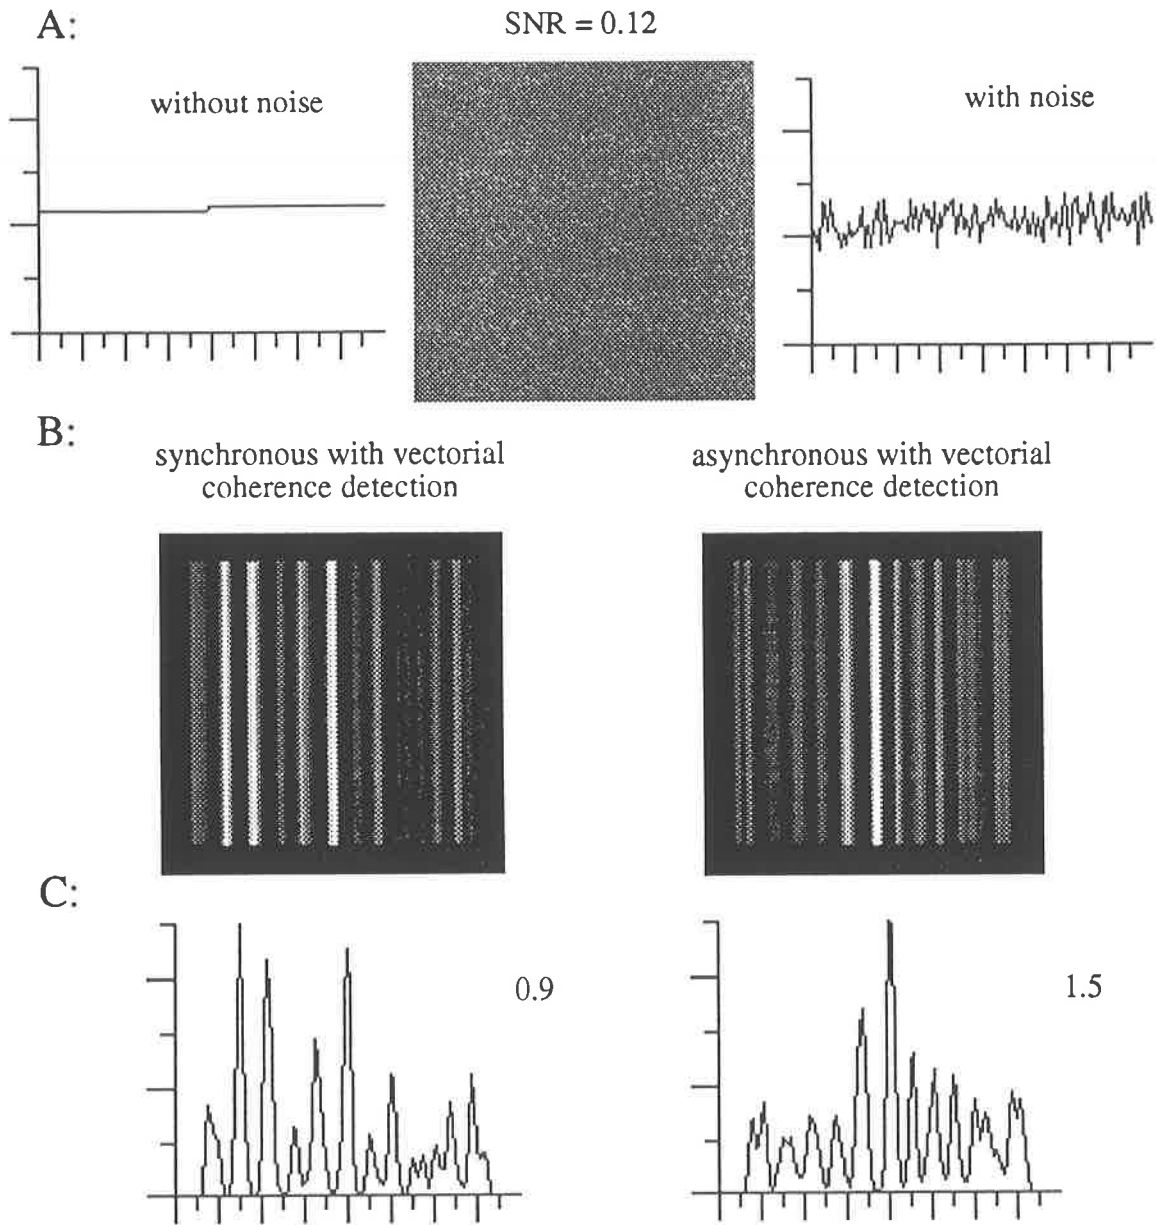 A:
SNR = 0.12
without noise
with noise
B:
synchronous with vectorial
coherence detection
asynchronous with vectorial
coherence detection
C:
0.9
1.5